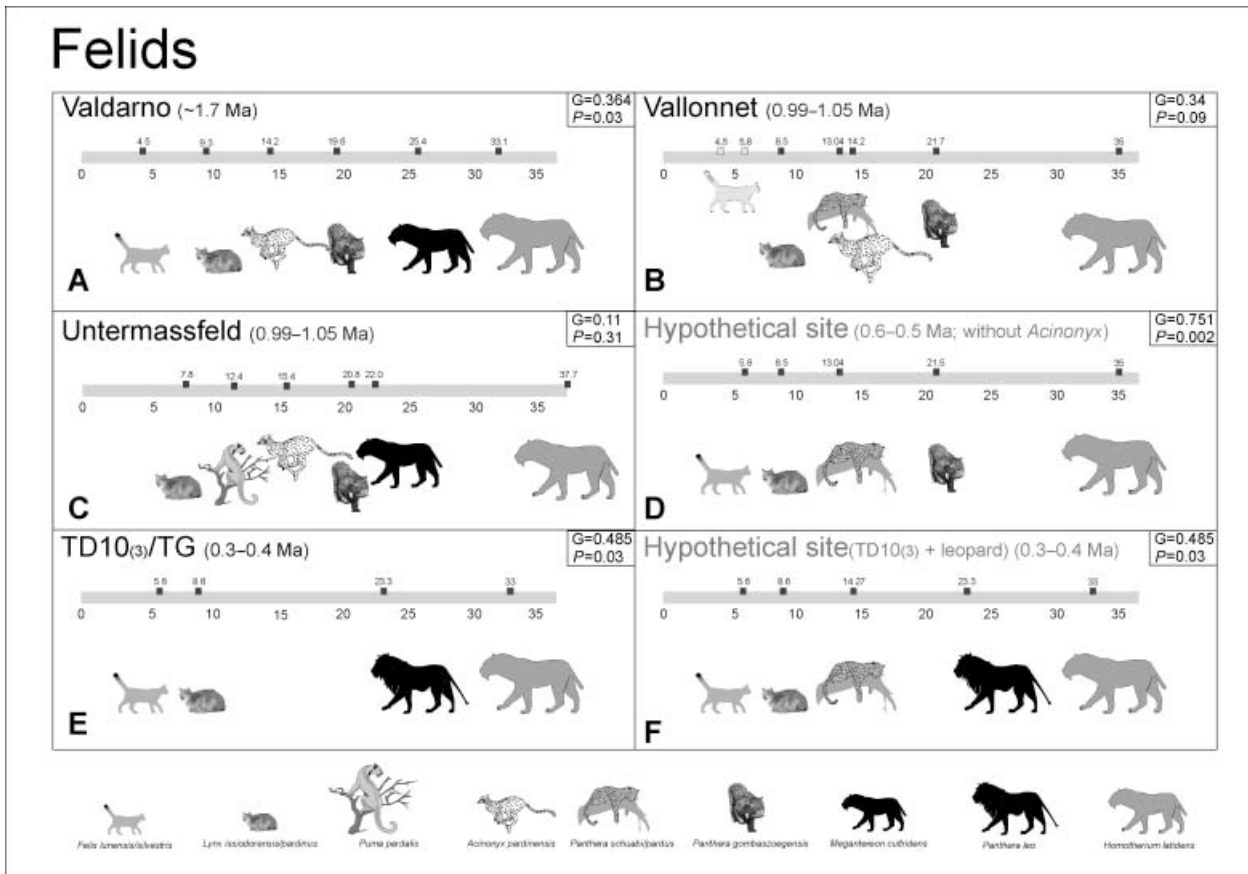 Felids
Valdarno (~1.7 Ma)
G=0.364
P=0.03
4.5 9.3 14.2 19.6 25.4 33.1
0 5 10 15 20 25 30 35
A
Vallonnet (0.99–1.05 Ma)
G=0.34
P=0.09
4.5 5.8 8.5 13.04 14.2 21.7 35
0 5 10 15 20 25 30 35
B
Untermassfeld (0.99–1.05 Ma)
G=0.11
P=0.31
7.8 12.4 15.4 20.8 22.0 37.7
0 5 10 15 20 25 30 35
C
Hypothetical site (0.6–0.5 Ma; without Acinonyx)
G=0.751
P=0.002
5.8 8.5 13.04 21.5 35
0 5 10 15 20 25 30 35
D
TD10(3)/TG (0.3–0.4 Ma)
G=0.485
P=0.03
5.6 8.6 23.3 33
0 5 10 15 20 25 30 35
E
Hypothetical site(TD10(3) + leopard) (0.3–0.4 Ma)
G=0.485
P=0.03
5.6 8.6 14.27 23.3 33
0 5 10 15 20 25 30 35
F
Felis lunensis/silvestris Lynx issiodorensis/pardinus Puma pardalis Acinonyx pardinensis Panthera schuabi/pardus Panthera gombaszoegensis Megantereon cultridens Panthera leo Homotherium latidens